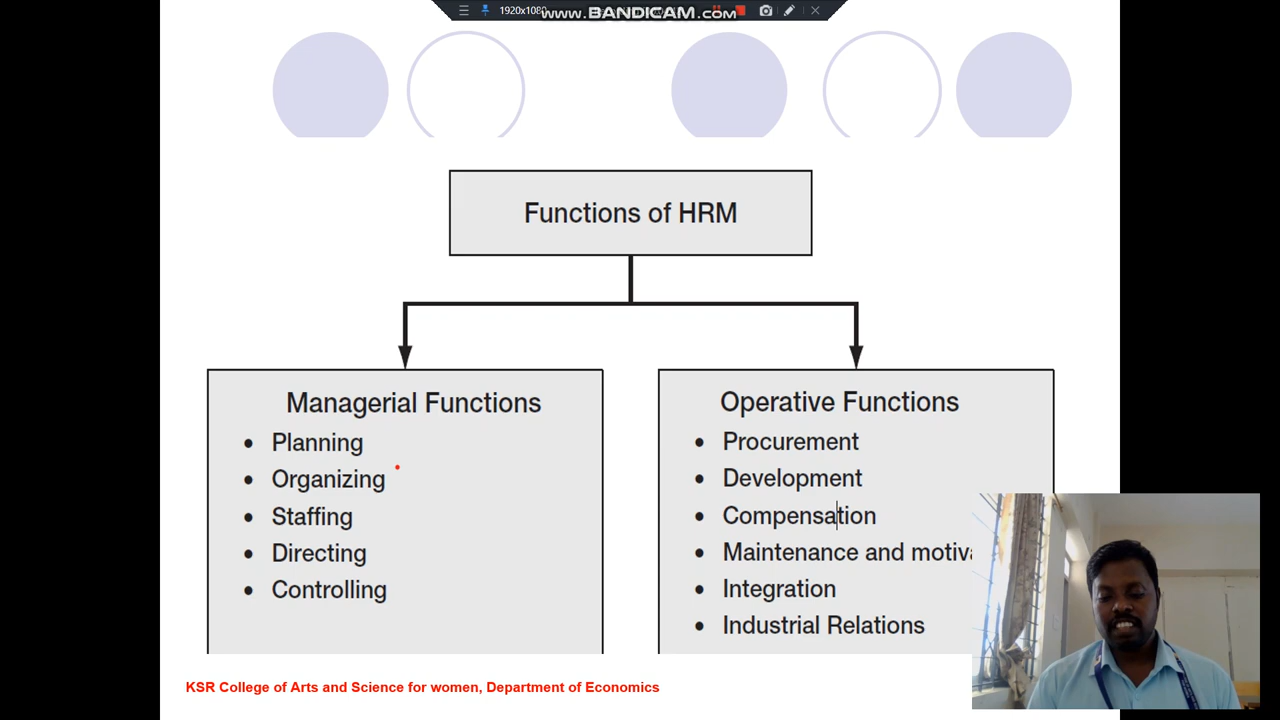 1920x1080
www.BANDICAM.com
Functions of HRM
Managerial Functions
• Planning
• Organizing
• Staffing
• Directing
• Controlling
Operative Functions
• Procurement
• Development
• Compensation
• Maintenance and motiva
• Integration
• Industrial Relations
KSR College of Arts and Science for women, Department of Economics